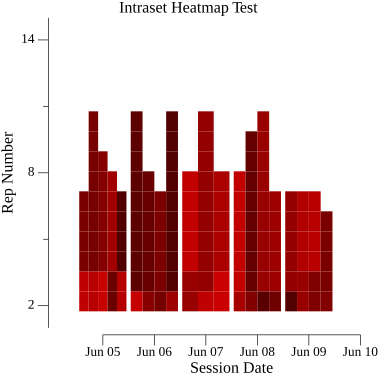 Intraset Heatmap Test
14
8
2
Rep Number
Jun 05 Jun 06 Jun 07 Jun 08 Jun 09 Jun 10
Session Date